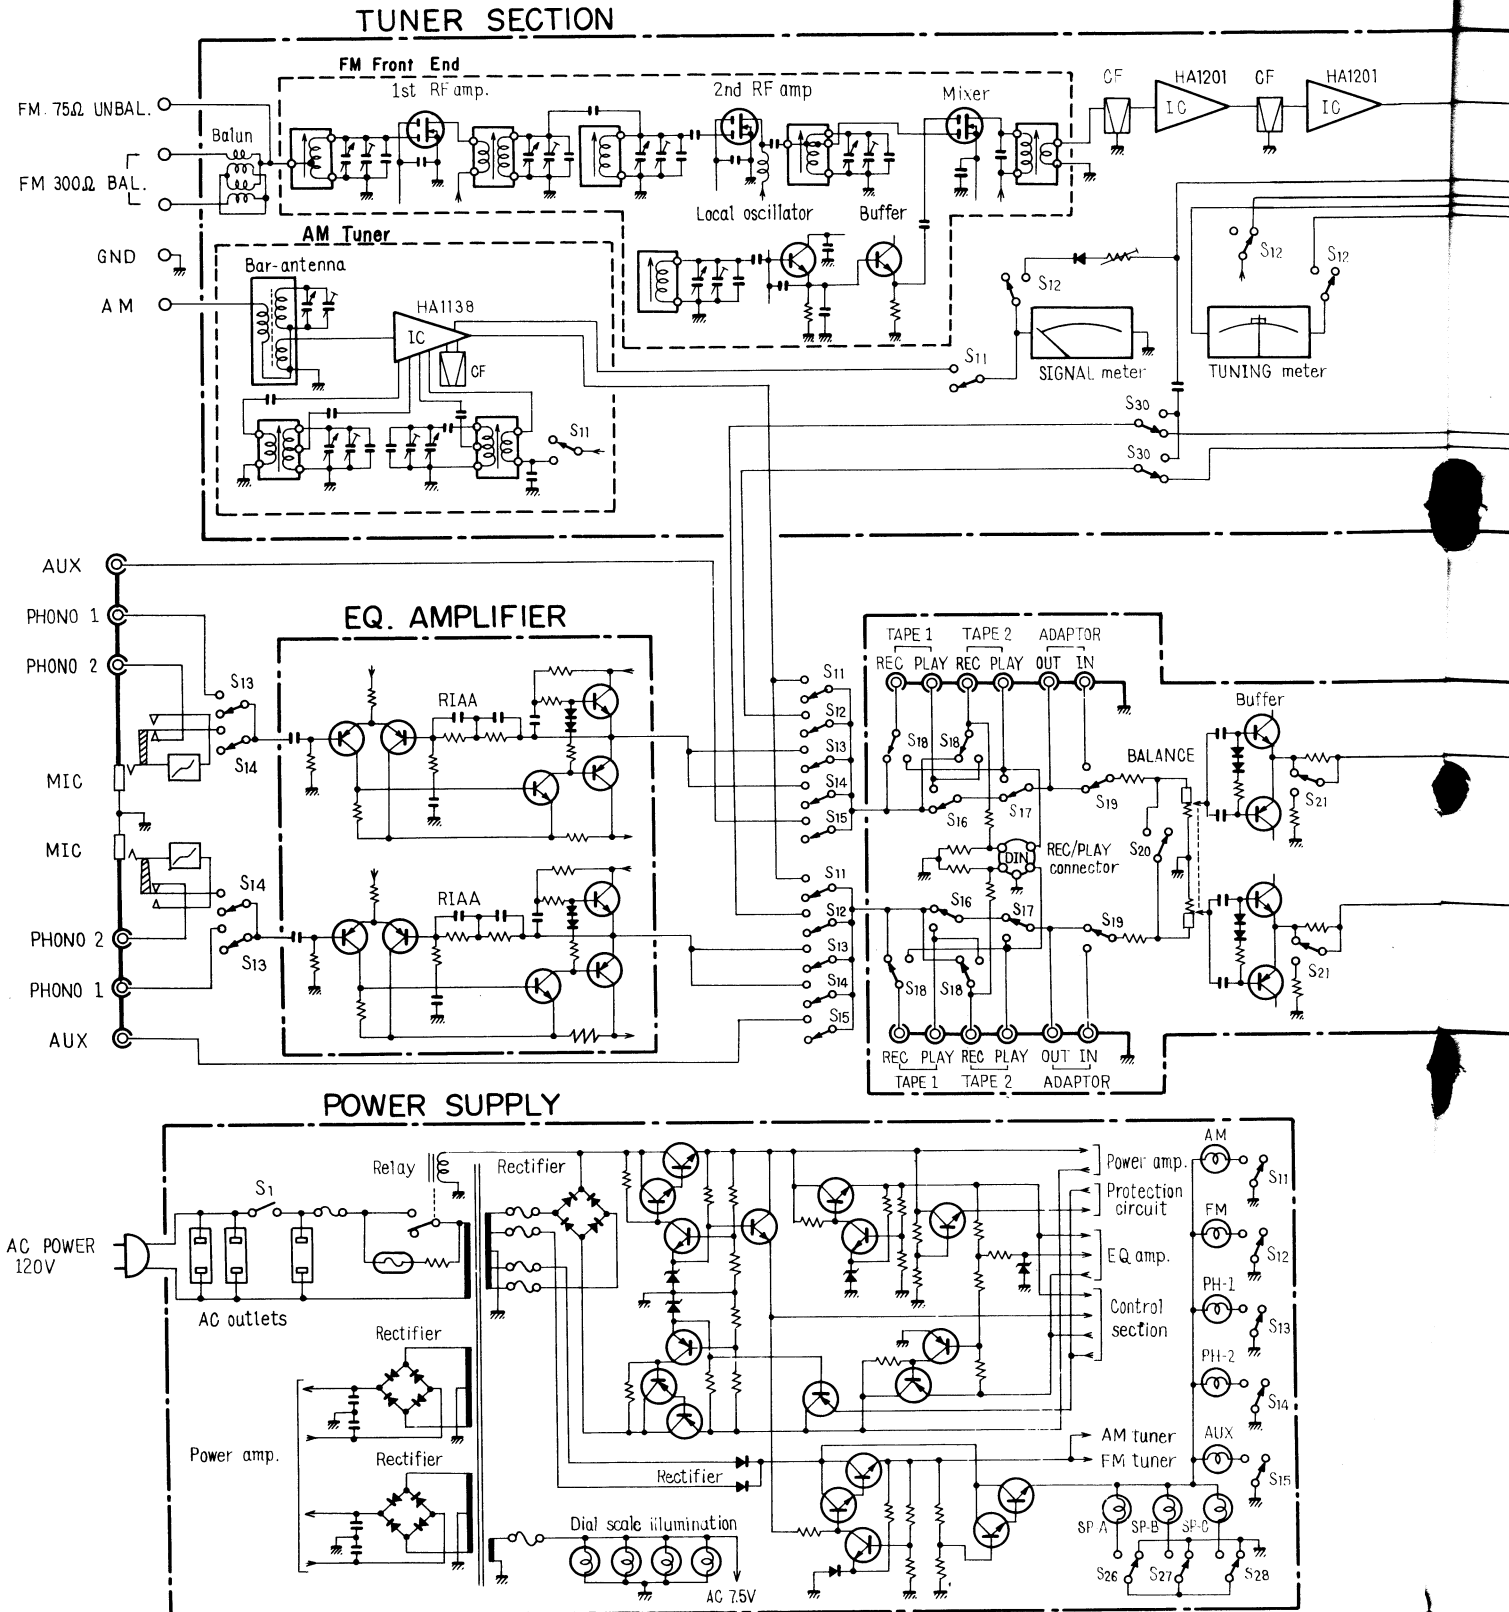 TUNER SECTION
FM Front End
1st RF amp.
2nd RF amp
Mixer
CF
HA1201
IC
CF
HA1201
IC
FM 75Ω UNBAL.
Balun
FM 300Ω BAL.
Local oscillator
Buffer
GND
AM Tuner
Bar-antenna
AM
HA1138
IC
CF
S12
S12
S12
S11
SIGNAL meter
TUNING meter
S30
S30
S11
AUX
PHONO 1
PHONO 2
MIC
MIC
PHONO 2
PHONO 1
AUX
S13
S14
S14
S13
EQ. AMPLIFIER
RIAA
RIAA
S11
S12
S13
S14
S15
S11
S12
S13
S14
S15
TAPE 1 TAPE 2 ADAPTOR
REC PLAY REC PLAY OUT IN
S18
S18
S16
S17
S19
BALANCE
Buffer
S21
S20
DIN
REC/PLAY
connector
S16
S17
S19
S18
S18
S21
REC PLAY REC PLAY OUT IN
TAPE 1 TAPE 2 ADAPTOR
POWER SUPPLY
Relay
Rectifier
S1
AC POWER
120V
AC outlets
Rectifier
Power amp.
Rectifier
Rectifier
Dial scale illumination
AC 7.5V
Power amp.
Protection
circuit
EQ amp.
Control
section
AM tuner
FM tuner
AM
S11
FM
S12
PH-1
S13
PH-2
S14
AUX
S15
SP-A
SP-B
SP-C
S26
S27
S28